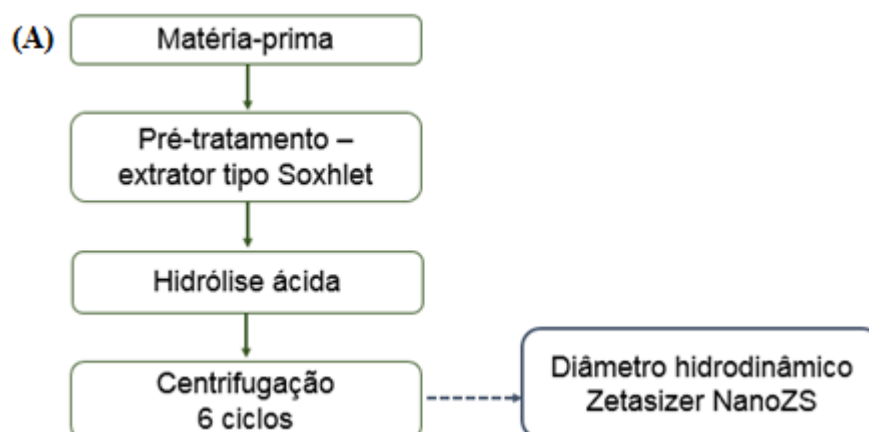 (A)
Matéria-prima
Pré-tratamento –
extrator tipo Soxhlet
Hidrólise ácida
Centrifugação
6 ciclos
Diâmetro hidrodinâmico
Zetasizer NanoZS